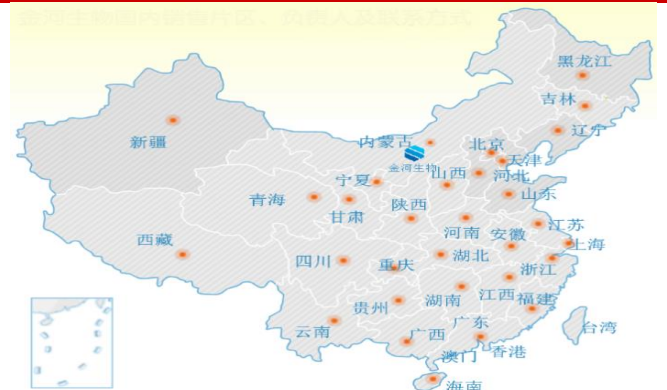 黑龙江
吉林
辽宁
新疆
内蒙古
北京
天津
金河生物
河北
山西
宁夏
山东
青海
甘肃
陕西
河南
安徽
江苏
上海
西藏
四川
重庆
湖北
浙江
贵州
湖南
江西
福建
云南
广西
广东
台湾
澳门
香港
海南